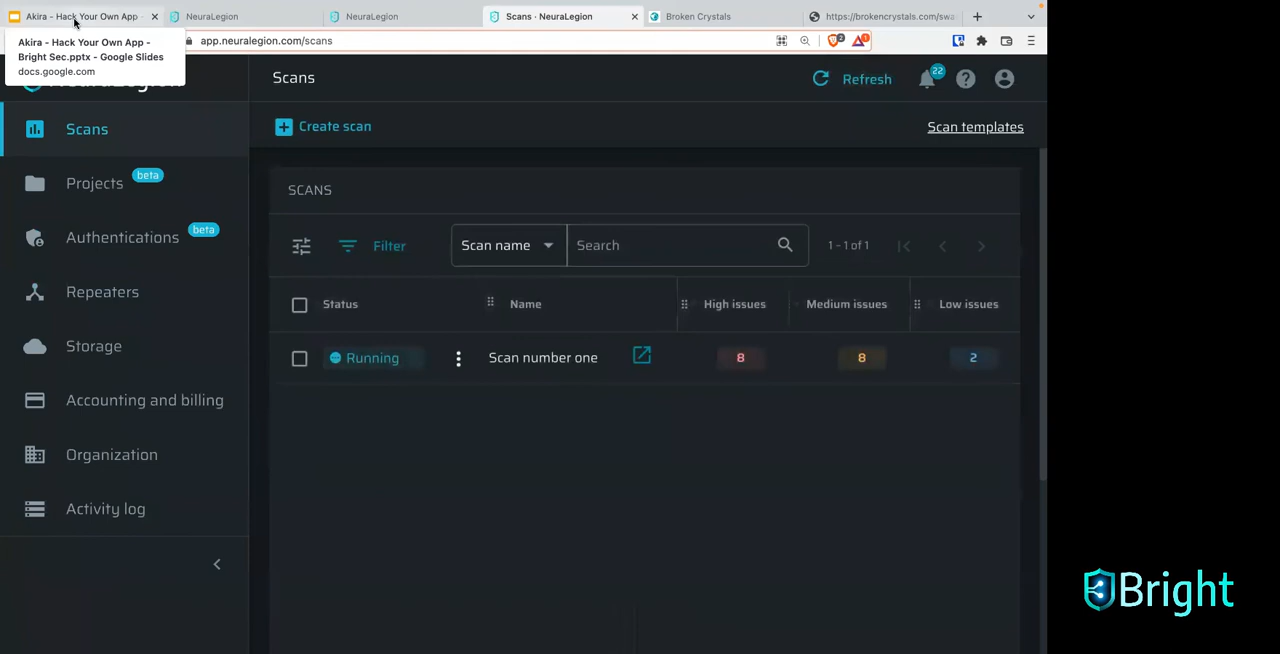 Akira - Hack Your Own App
NeuraLegion
NeuraLegion
Scans · NeuraLegion
Broken Crystals
https://brokencrystals.com/swa
Akira - Hack Your Own App -
Bright Sec.pptx - Google Slides
docs.google.com
app.neuralegion.com/scans
2
1
NeuraLegion
Scans
Refresh
22
Scans
Projects
beta
Authentications
beta
Repeaters
Storage
Accounting and billing
Organization
Activity log
Create scan
Scan templates
SCANS
Filter
Scan name
Search
1 – 1 of 1
Status
Name
High issues
Medium issues
Low issues
Running
Scan number one
8
8
2
Bright